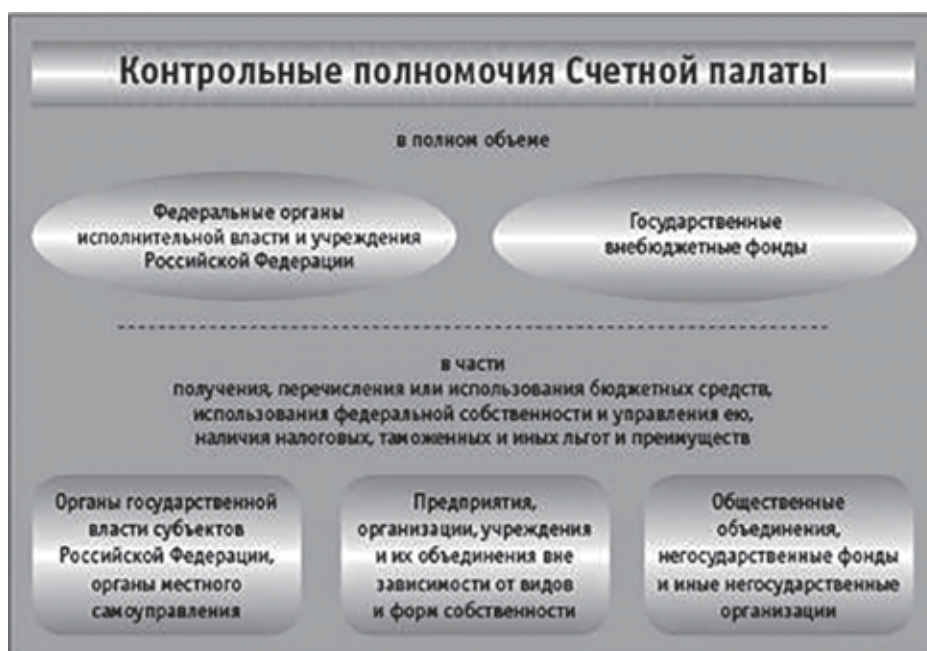 Контрольные полномочия Счетной палаты
в полном объеме
Федеральные органы
исполнительной власти и учреждения
Российской Федерации
Государственные
внебюджетные фонды
в части
получения, перечисления или использования бюджетных средств,
использования федеральной собственности и управления ею,
наличия налоговых, таможенных и иных льгот и преимуществ
Органы государственной
власти субъектов
Российской Федерации,
органы местного
самоуправления
Предприятия,
организации, учреждения
и их объединения вне
зависимости от видов
и форм собственности
Общественные
объединения,
негосударственные фонды
и иные негосударственные
организации